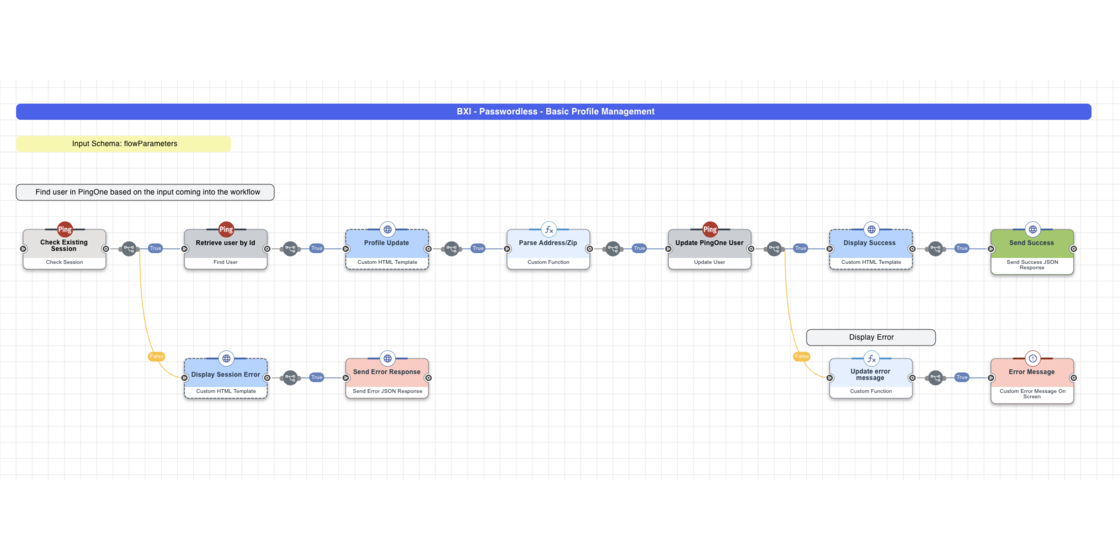 BXI - Passwordless - Basic Profile Management
Input Schema: flowParameters
Find user in PingOne based on the input coming into the workflow
Ping
Check Existing
Session
Check Session
True
Ping
Retrieve user by Id
Find User
True
Profile Update
Custom HTML Template
True
fx
Parse Address/Zip
Custom Function
True
Ping
Update PingOne User
Update User
True
Display Success
Custom HTML Template
True
Send Success
Send Success JSON
Response
Display Error
False
Display Session Error
Custom HTML Template
True
Send Error Response
Send Error JSON Response
False
fx
Update error
message
Custom Function
True
Error Message
Custom Error Message On
Screen